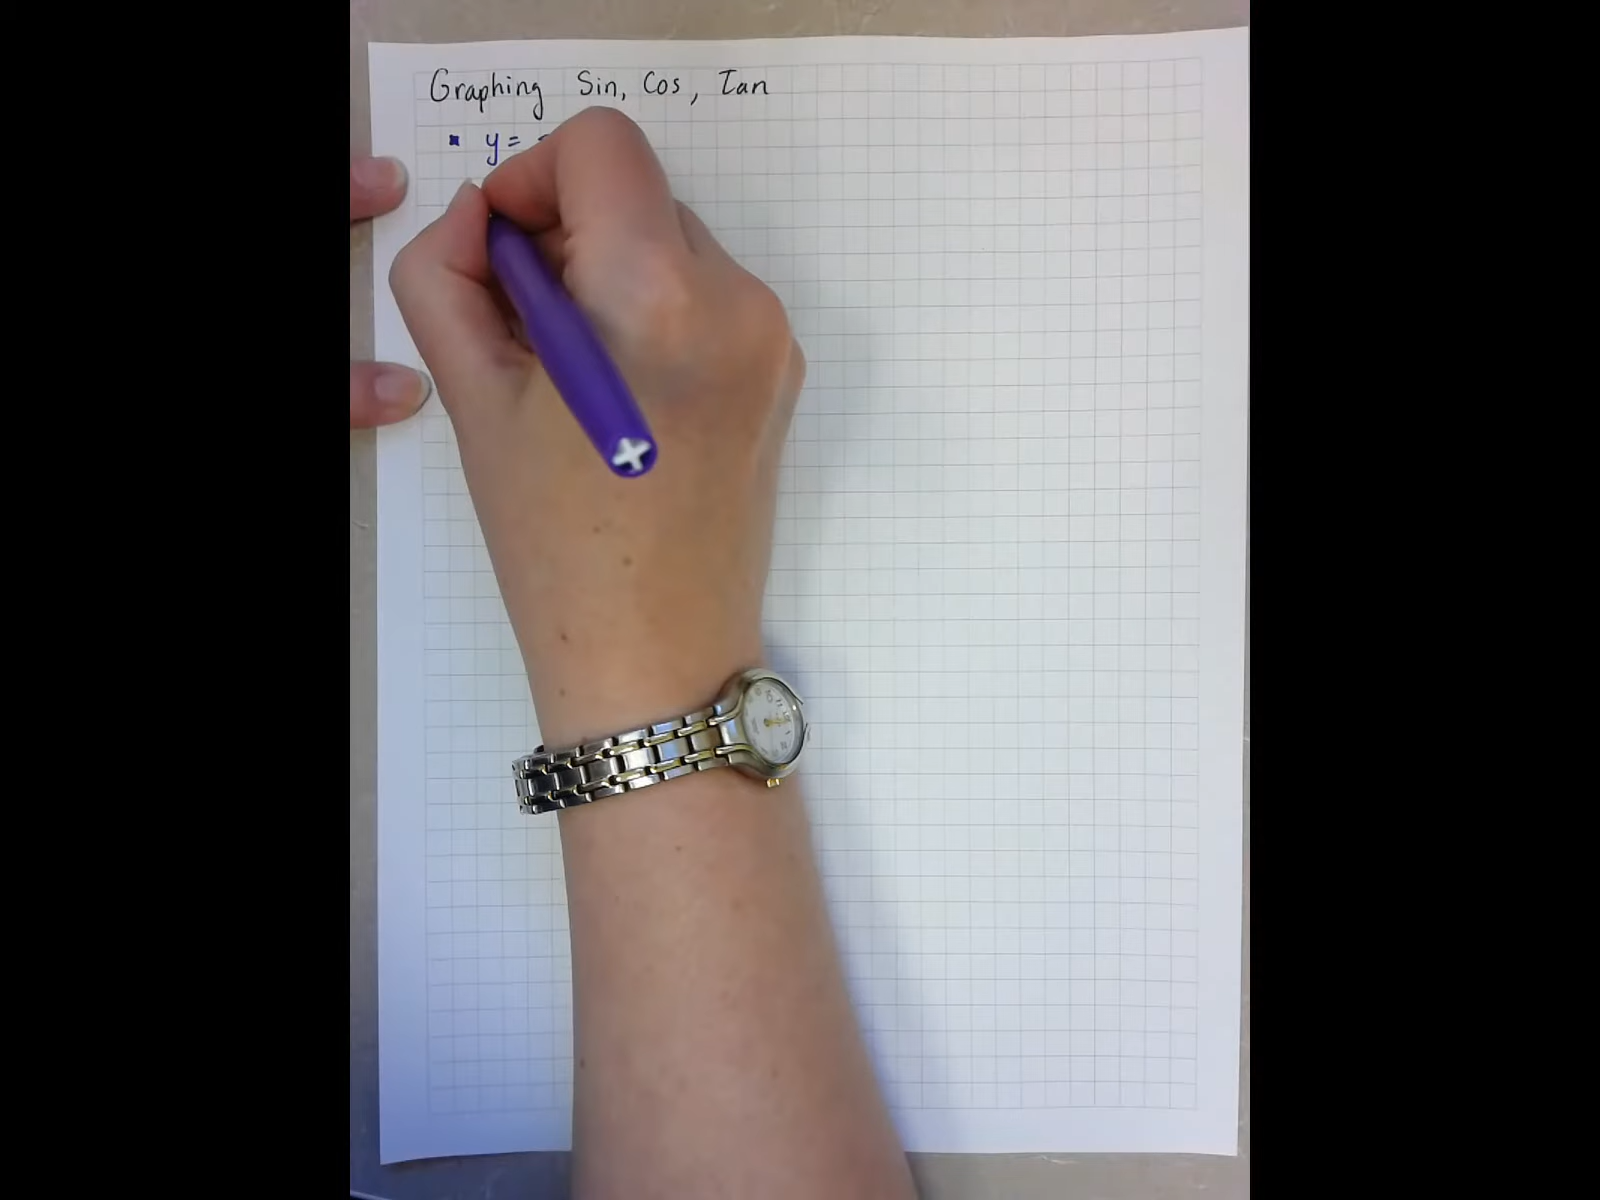 Graphing Sin, Cos, Tan
▪ y =